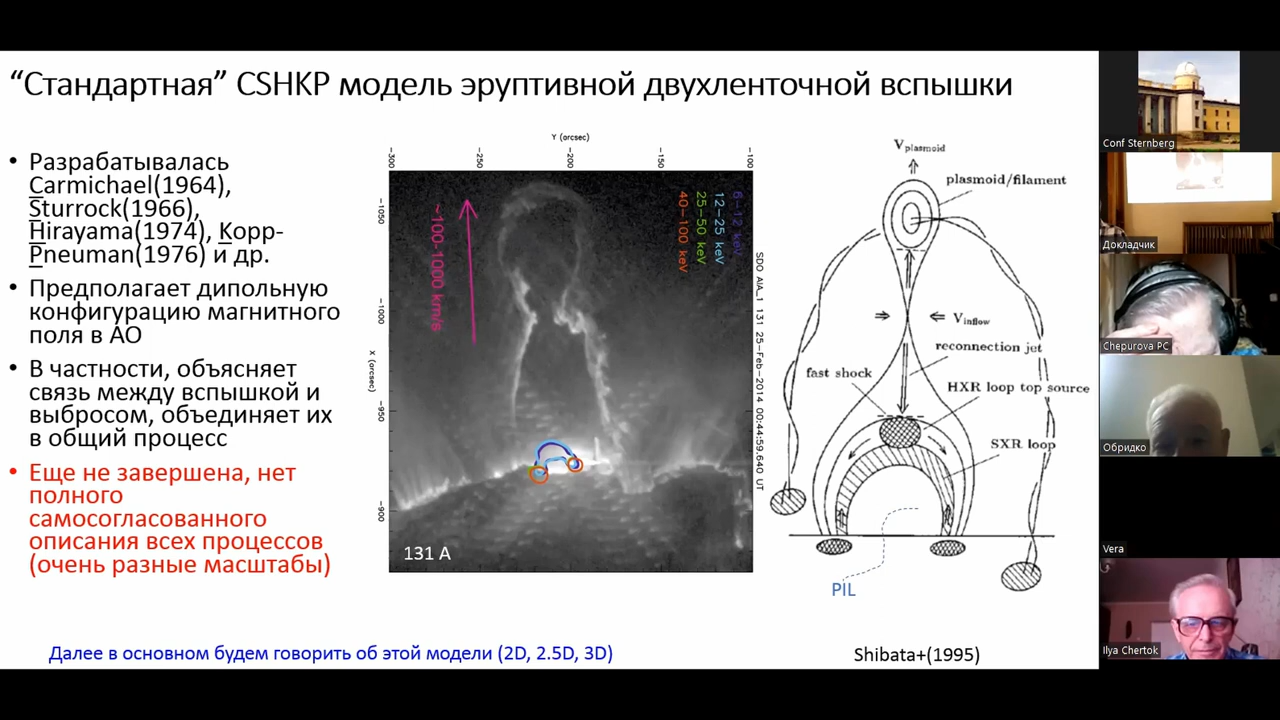 “Стандартная” CSHKP модель эруптивной двухленточной вспышки
• Разрабатывалась
Carmichael(1964),
Sturrock(1966),
Hirayama(1974), Kopp-
Pneuman(1976) и др.
• Предполагает дипольную
конфигурацию магнитного
поля в АО
• В частности, объясняет
связь между вспышкой и
выбросом, объединяет их
в общий процесс
• Еще не завершена, нет
полного
самосогласованного
описания всех процессов
(очень разные масштабы)
Y (arcsec)
-300
-250
-200
-150
-100
X (arcsec)
-1050
-1000
-950
-900
~100-1000 km/s
6-12 keV
12-25 keV
25-50 keV
40-100 keV
SDO AIA_1 131 25-Feb-2014 00:44:59.640 UT
131 A
Vplasmoid
plasmoid/filament
Vinflow
reconnection jet
fast shock
HXR loop top source
SXR loop
PIL
Далее в основном будем говорить об этой модели (2D, 2.5D, 3D)
Shibata+(1995)
Conf Sternberg
Докладчик
Chepurova PC
Обридко
Vera
Ilya Chertok